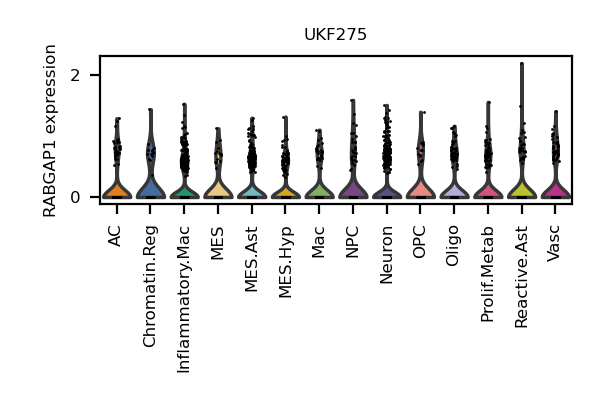 UKF275
RABGAP1 expression
2
0
AC
Chromatin.Reg
Inflammatory.Mac
MES
MES.Ast
MES.Hyp
Mac
NPC
Neuron
OPC
Oligo
Prolif.Metab
Reactive.Ast
Vasc